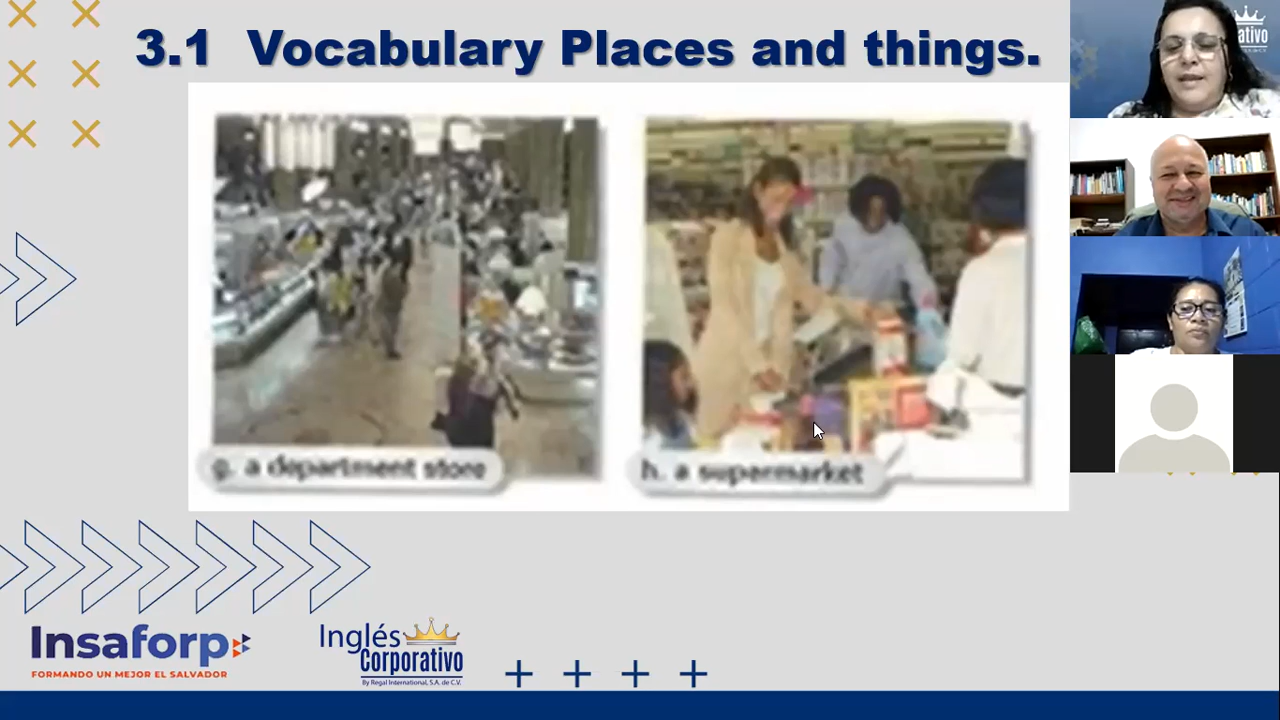 3.1 Vocabulary Places and things.
g. a department store
h. a supermarket
Insaforp
FORMANDO UN MEJOR EL SALVADOR
Inglés
Corporativo
By Regal International, S.A. de C.V.